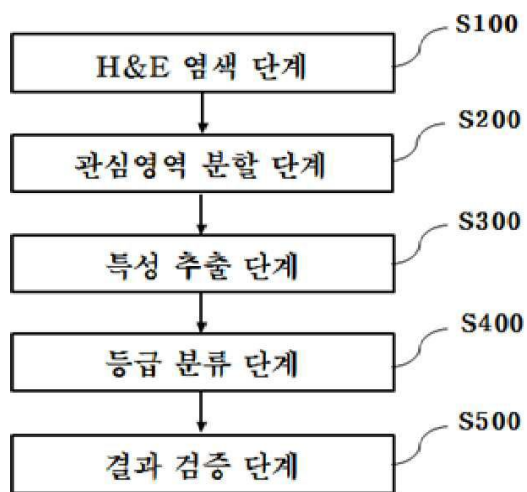 S100
H&E 염색 단계
S200
관심영역 분할 단계
S300
특성 추출 단계
S400
등급 분류 단계
S500
결과 검증 단계